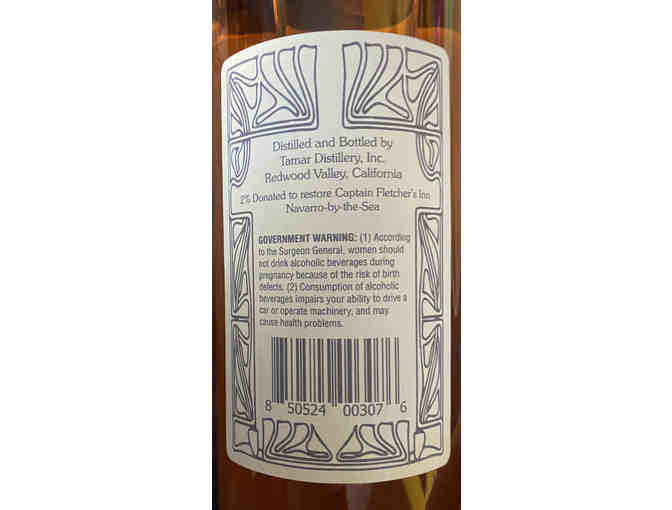 Distilled and Bottled by
Tamar Distillery, Inc.
Redwood Valley, California
2% Donated to restore Captain Fletcher's Inn
Navarro-by-the-Sea
GOVERNMENT WARNING: (1) According
to the Surgeon General, women should
not drink alcoholic beverages during
pregnancy because of the risk of birth
defects. (2) Consumption of alcoholic
beverages impairs your ability to drive a
car or operate machinery, and may
cause health problems.
8 50524 00307 6